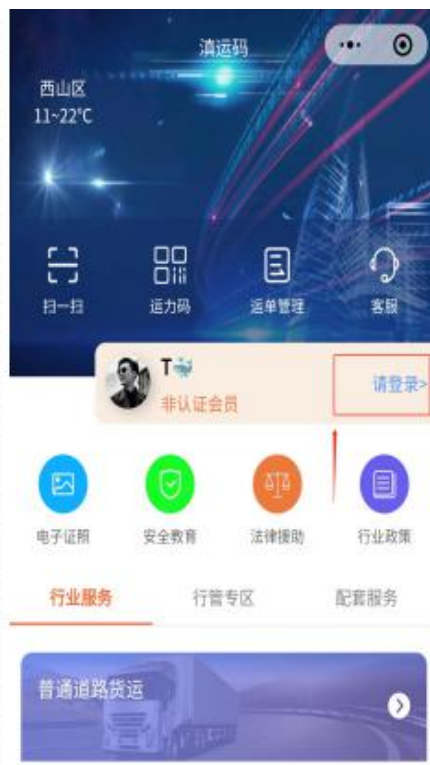 滇运码
西山区
11~22℃
扫一扫
运力码
运单管理
客服
T
非认证会员
请登录>
电子证照
安全教育
法律援助
行业政策
行业服务
行管专区
配套服务
普通道路货运